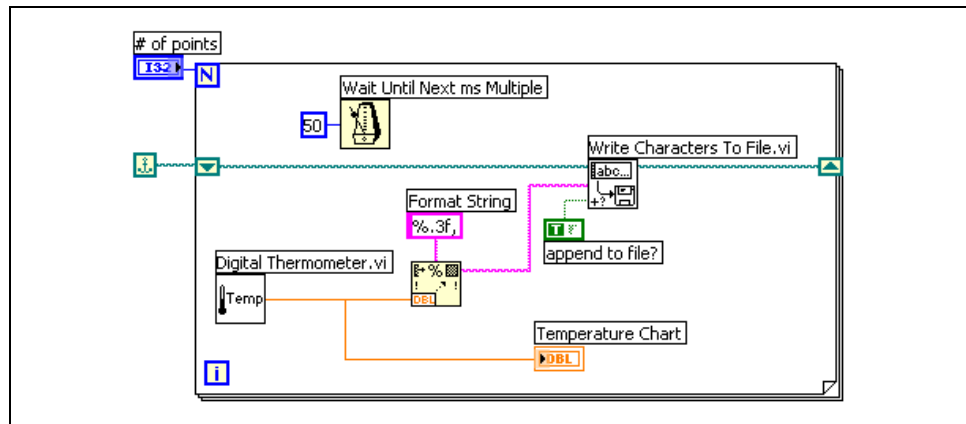 # of points
I32
N
Wait Until Next ms Multiple
50
Write Characters To File.vi
abc...
+?
Format String
%.3f,
T
append to file?
Digital Thermometer.vi
%
Temp
DBL
Temperature Chart
DBL
i